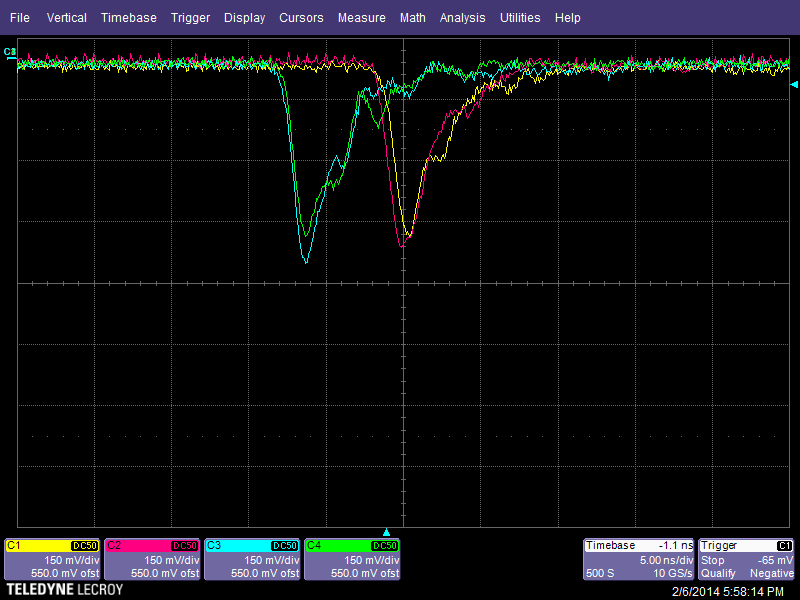 File Vertical Timebase Trigger Display Cursors Measure Math Analysis Utilities Help
C3
C1 DC50 C2 DC50 C3 DC50 C4 DC50 Timebase -1.1 ns Trigger C1
150 mV/div 150 mV/div 150 mV/div 150 mV/div 5.00 ns/div Stop -65 mV
550.0 mV ofst 550.0 mV ofst 550.0 mV ofst 550.0 mV ofst 500 S 10 GS/s Qualify Negative
TELEDYNE LECROY 2/6/2014 5:58:14 PM